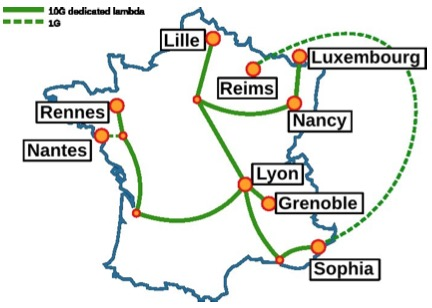 10G dedicated lambda
1G
Lille
Luxembourg
Reims
Rennes
Nancy
Nantes
Lyon
Grenoble
Sophia